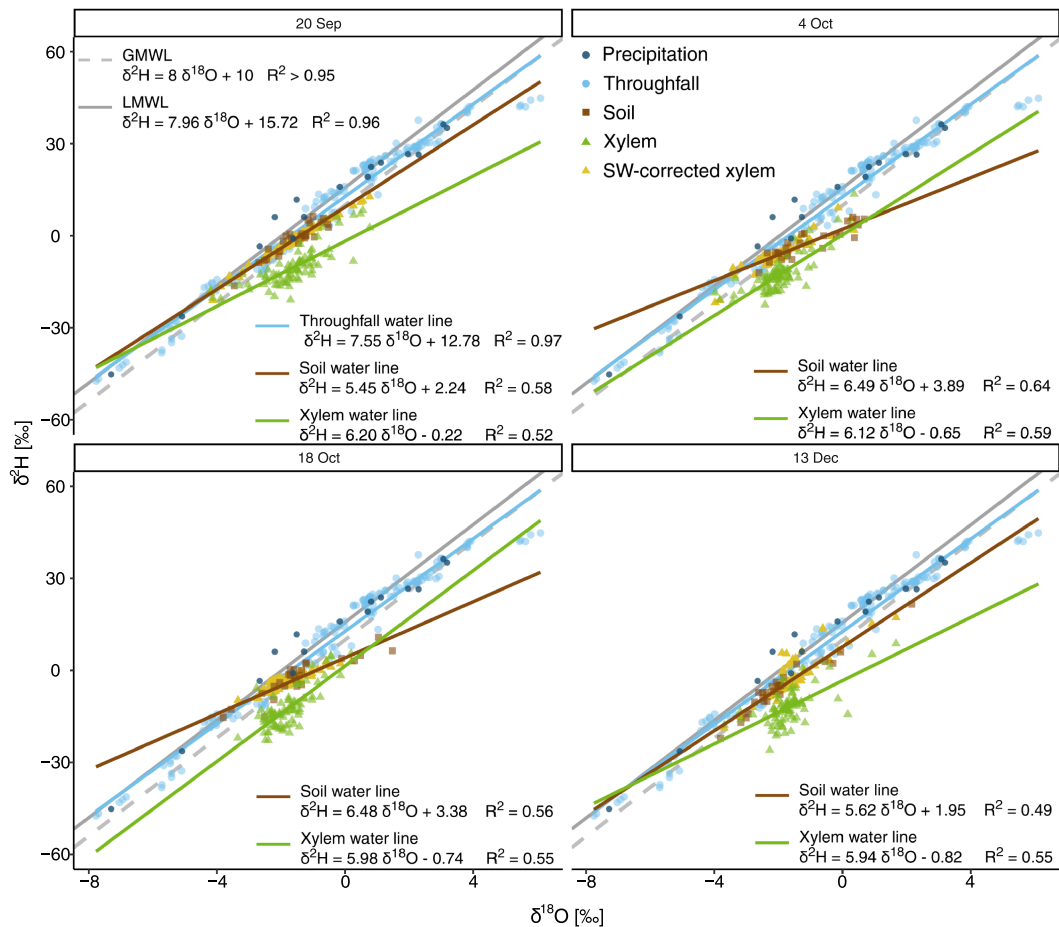 20 Sep
GMWL
δ²H = 8 δ¹⁸O + 10 R² > 0.95
LMWL
δ²H = 7.96 δ¹⁸O + 15.72 R² = 0.96
Throughfall water line
δ²H = 7.55 δ¹⁸O + 12.78 R² = 0.97
Soil water line
δ²H = 5.45 δ¹⁸O + 2.24 R² = 0.58
Xylem water line
δ²H = 6.20 δ¹⁸O - 0.22 R² = 0.52
60
30
0
−30
−60
4 Oct
Precipitation
Throughfall
Soil
Xylem
SW-corrected xylem
Soil water line
δ²H = 6.49 δ¹⁸O + 3.89 R² = 0.64
Xylem water line
δ²H = 6.12 δ¹⁸O - 0.65 R² = 0.59
δ²H [‰]
18 Oct
60
30
0
−30
−60
Soil water line
δ²H = 6.48 δ¹⁸O + 3.38 R² = 0.56
Xylem water line
δ²H = 5.98 δ¹⁸O - 0.74 R² = 0.55
13 Dec
Soil water line
δ²H = 5.62 δ¹⁸O + 1.95 R² = 0.49
Xylem water line
δ²H = 5.94 δ¹⁸O - 0.82 R² = 0.55
−8 −4 0 4
−8 −4 0 4
δ¹⁸O [‰]